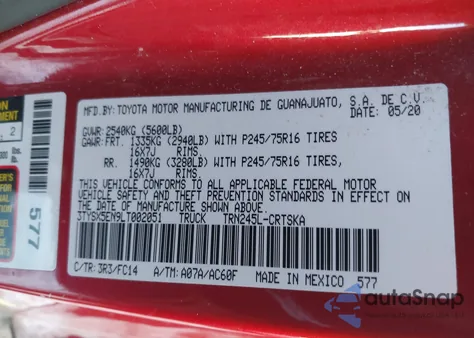 MFD.BY: TOYOTA MOTOR MANUFACTURING DE GUANAJUATO, S.A. DE C.V.
DATE: 05/20
GVWR: 2540KG (5600LB)
GAWR: FRT. 1335KG (2940LB) WITH P245/75R16 TIRES
16X7J RIMS.
RR. 1490KG (3280LB) WITH P245/75R16 TIRES,
16X7J RIMS.
THIS VEHICLE CONFORMS TO ALL APPLICABLE FEDERAL MOTOR
VEHICLE SAFETY, BUMPER, AND THEFT PREVENTION STANDARDS IN EFFECT ON
THE DATE OF MANUFACTURE SHOWN ABOVE.
3TYSX5EN9LT002051 TRUCK TRN245L-CRTSKA
C/TR: 3R3/FC14 A/TM: A07A/AC60F MADE IN MEXICO 577
577
2
autoSnap